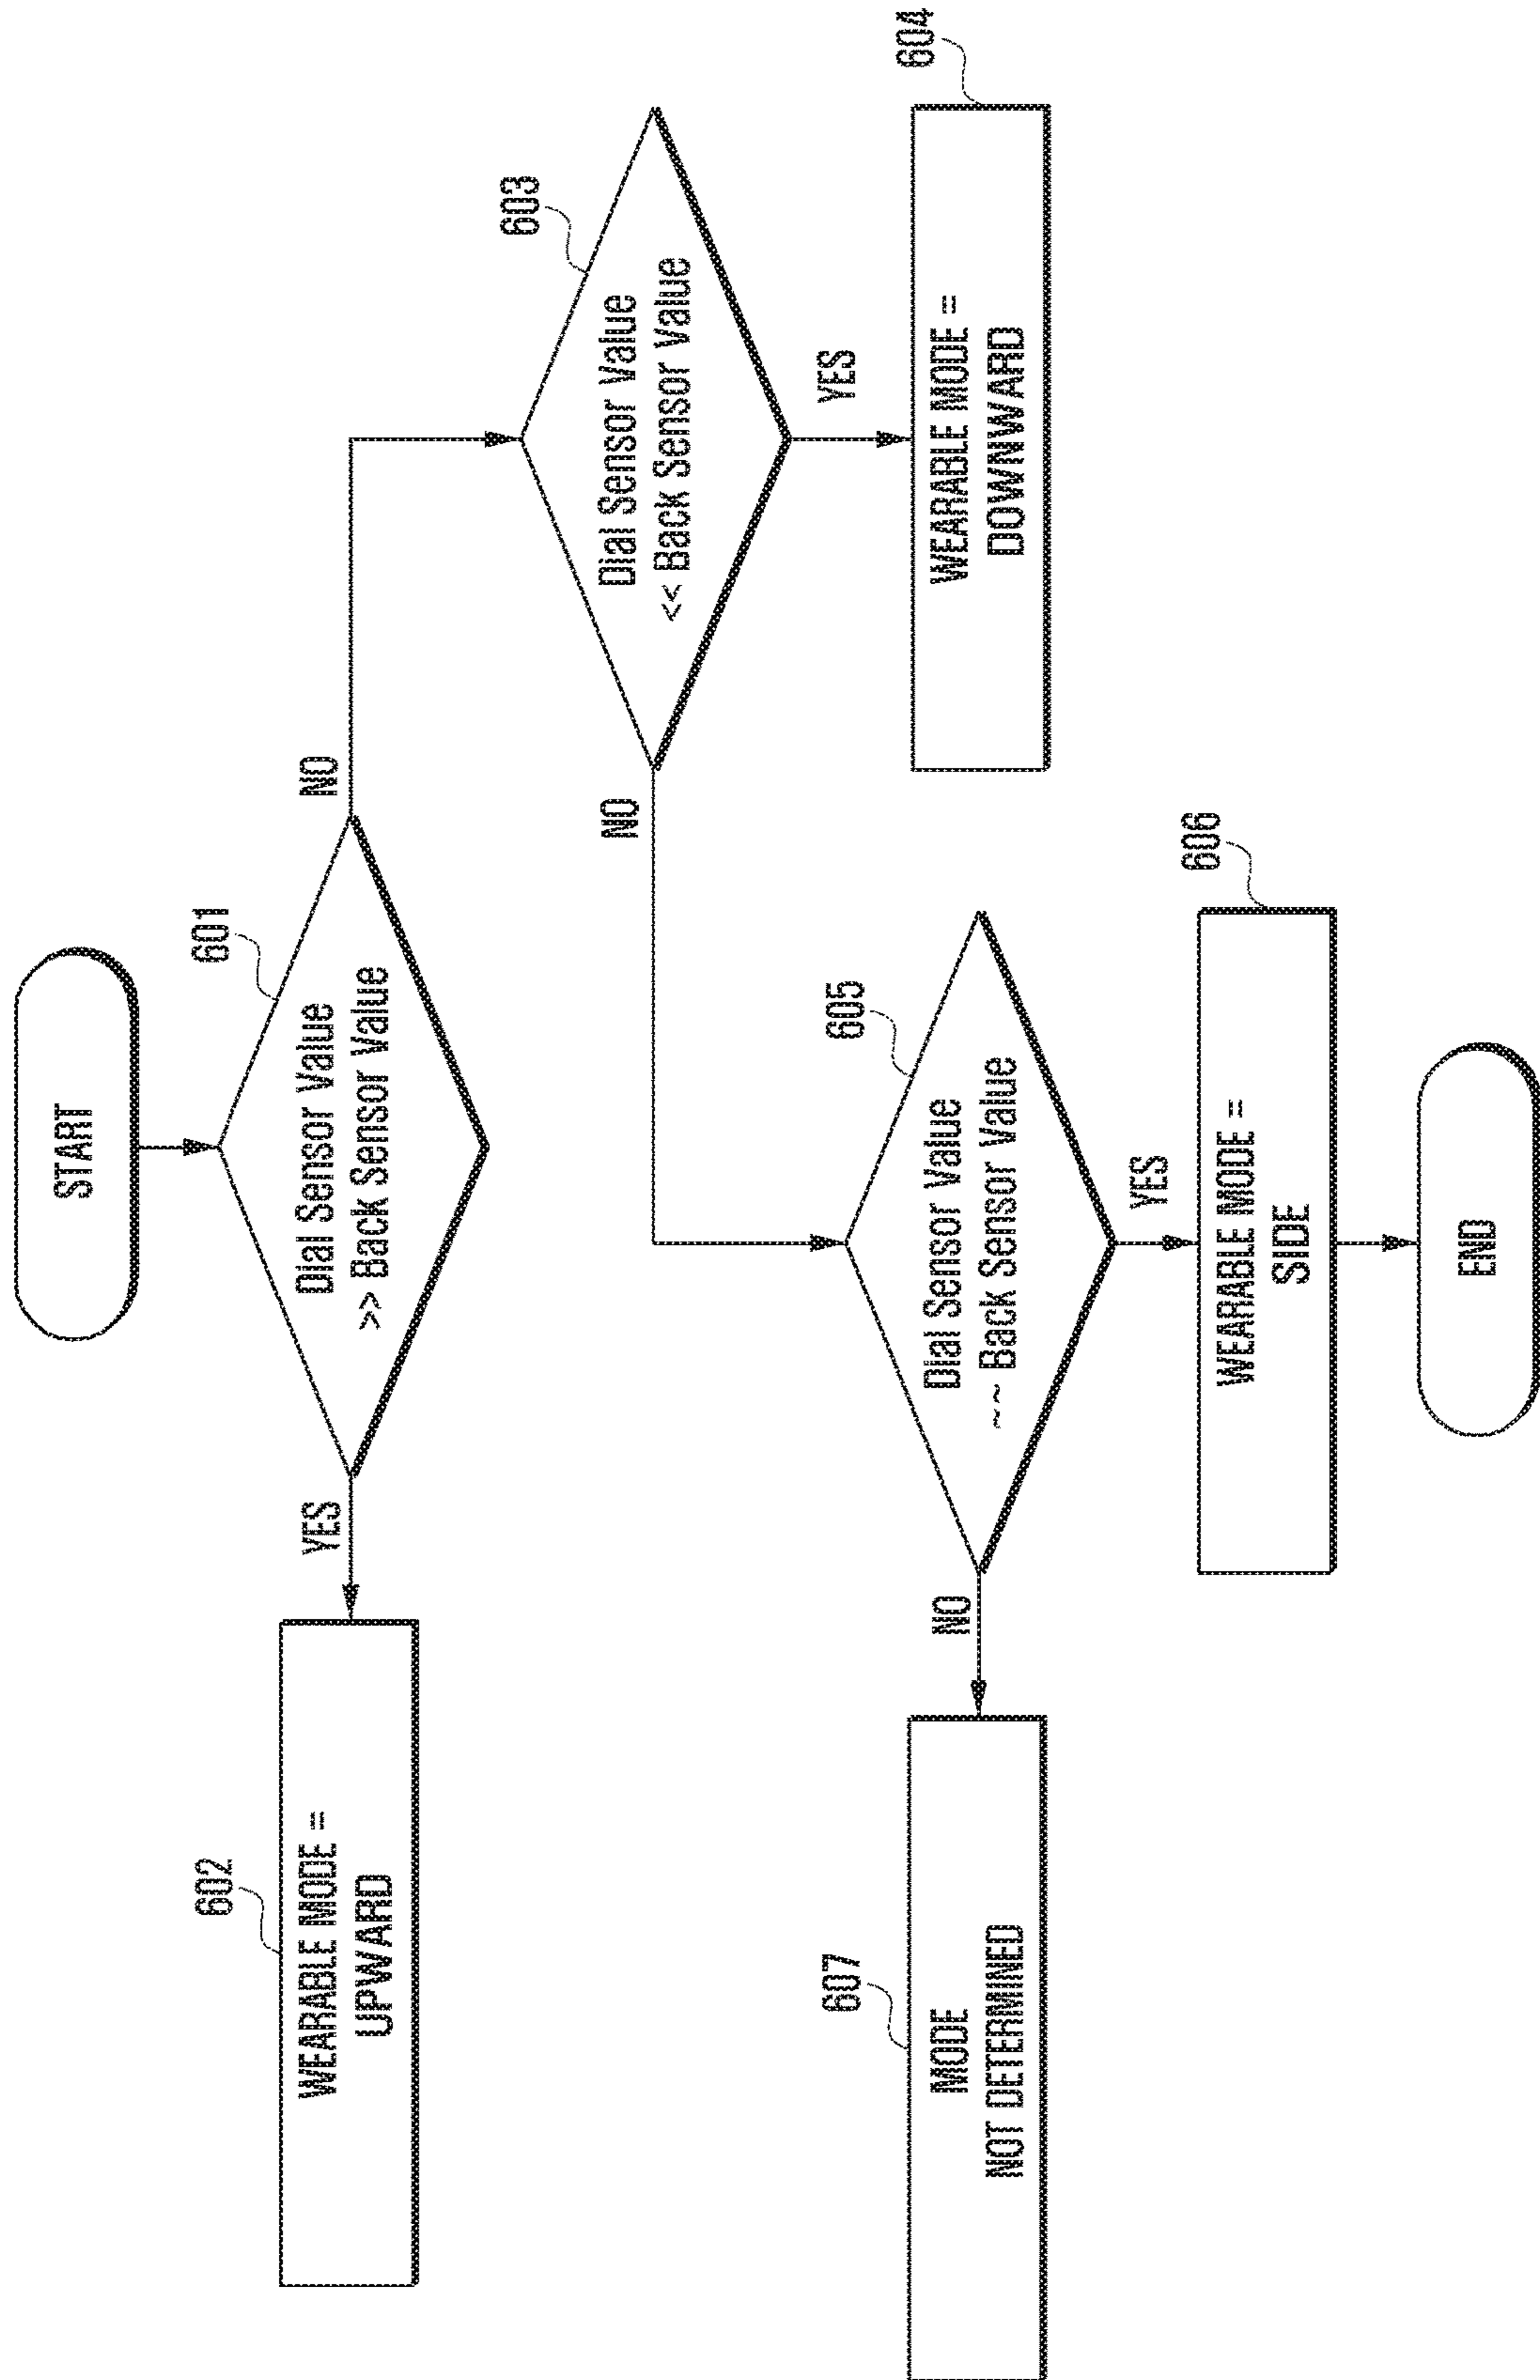 START
601
Dial Sensor Value
>> Back Sensor Value
YES
NO
602
WEARABLE MODE =
UPWARD
603
Dial Sensor Value
<< Back Sensor Value
NO
YES
604
WEARABLE MODE =
DOWNWARD
605
Dial Sensor Value
~~ Back Sensor Value
NO
YES
607
MODE
NOT DETERMINED
606
WEARABLE MODE =
SIDE
END